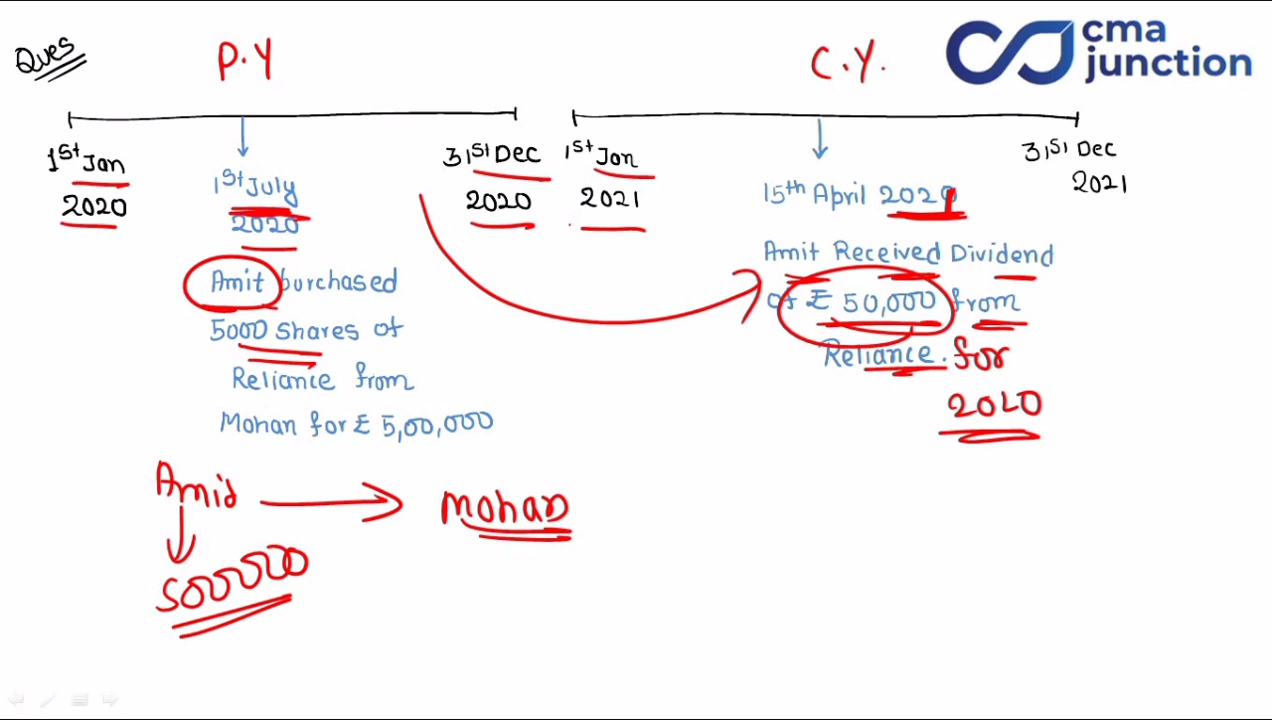 Ques
P.Y
C.Y.
cma
junction
1st Jan
2020
31st Dec
2020
1st Jan
2021
31st Dec
2021
1st July
2020
Amit purchased
5000 shares of
Reliance from
Mohan for £ 5,00,000
15th April 2021
Amit Received Dividend
of £ 50,000 from
Reliance. for
2020
Amit
Mohan
500000